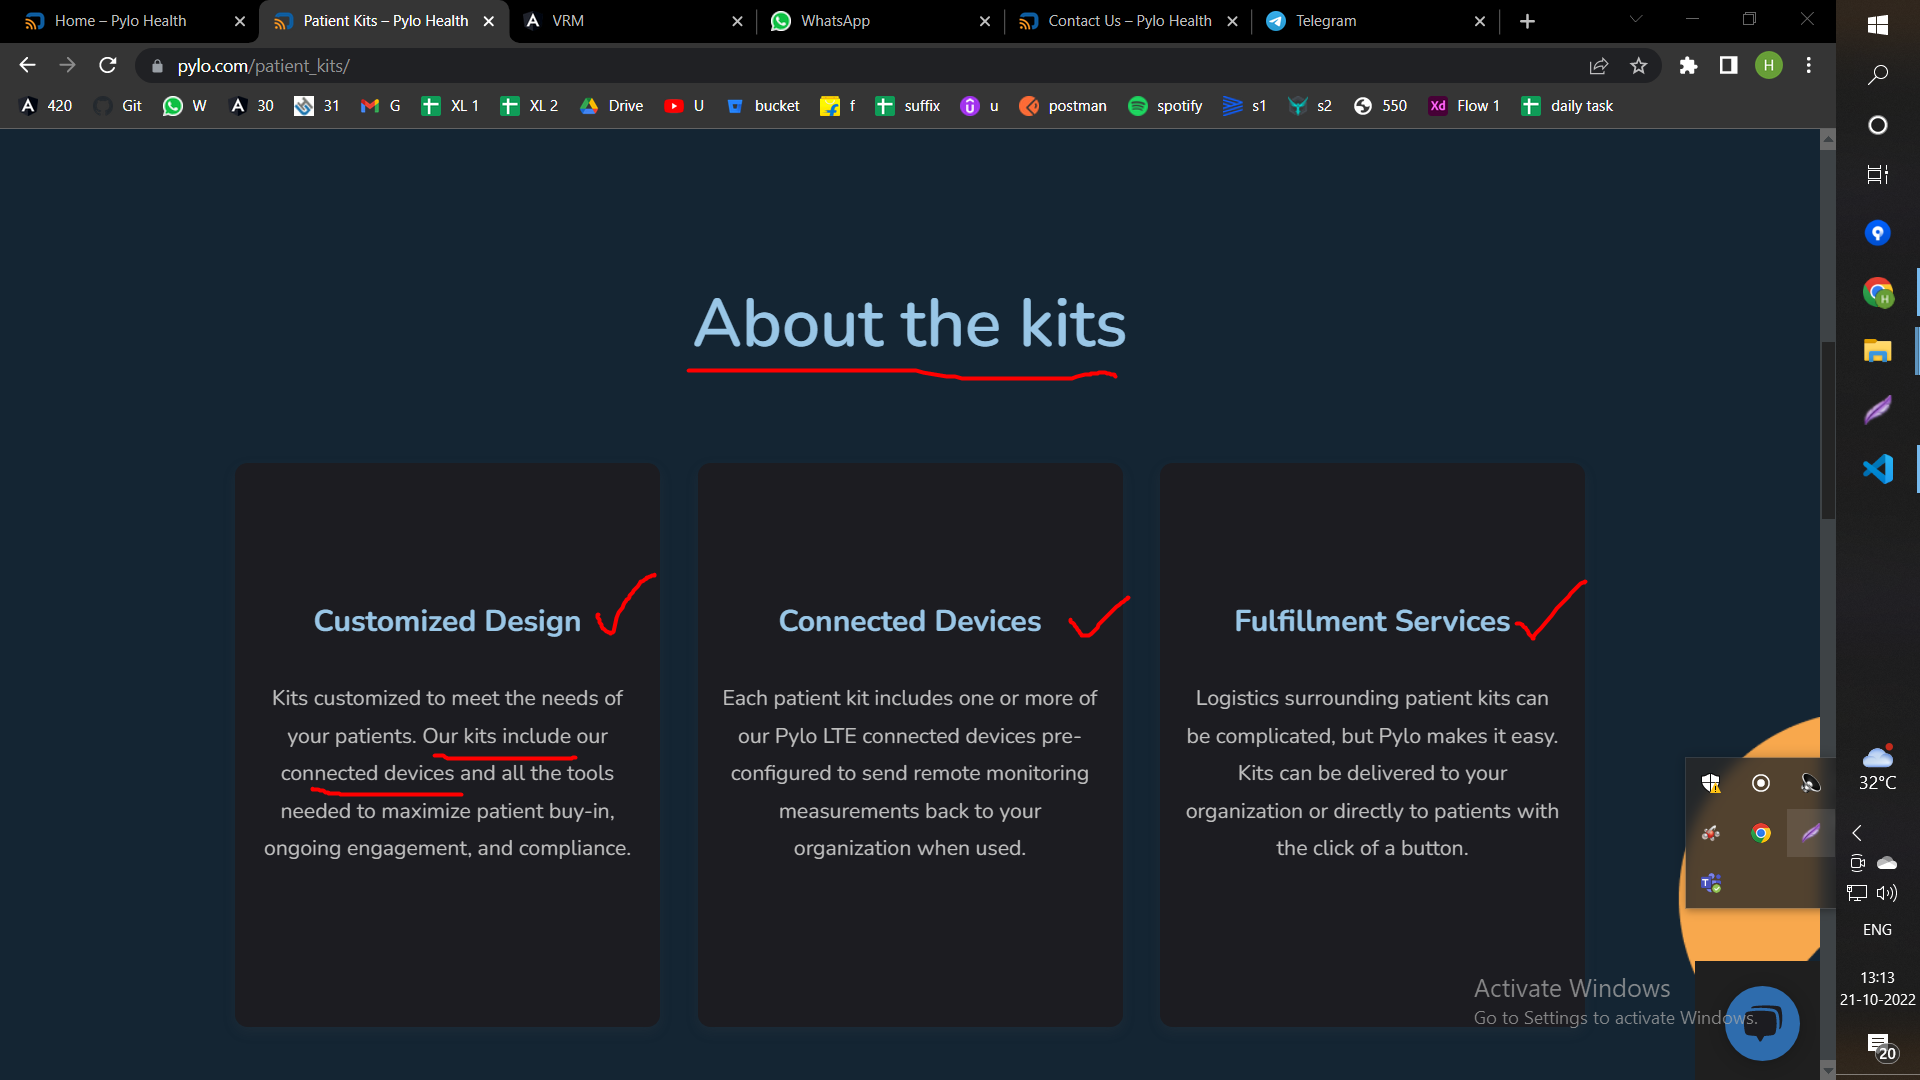 Home – Pylo Health
Patient Kits – Pylo Health
VRM
WhatsApp
Contact Us – Pylo Health
Telegram
pylo.com/patient_kits/
H
420
Git
W
30
31
G
XL 1
XL 2
Drive
U
bucket
f
suffix
u
postman
spotify
s1
s2
550
Xd
Flow 1
daily task
About the kits
Customized Design
Kits customized to meet the needs of
your patients. Our kits include our
connected devices and all the tools
needed to maximize patient buy-in,
ongoing engagement, and compliance.
Connected Devices
Each patient kit includes one or more of
our Pylo LTE connected devices pre-
configured to send remote monitoring
measurements back to your
organization when used.
Fulfillment Services
Logistics surrounding patient kits can
be complicated, but Pylo makes it easy.
Kits can be delivered to your
organization or directly to patients with
the click of a button.
Activate Windows
Go to Settings to activate Windows.
32°C
ENG
13:13
21-10-2022
20